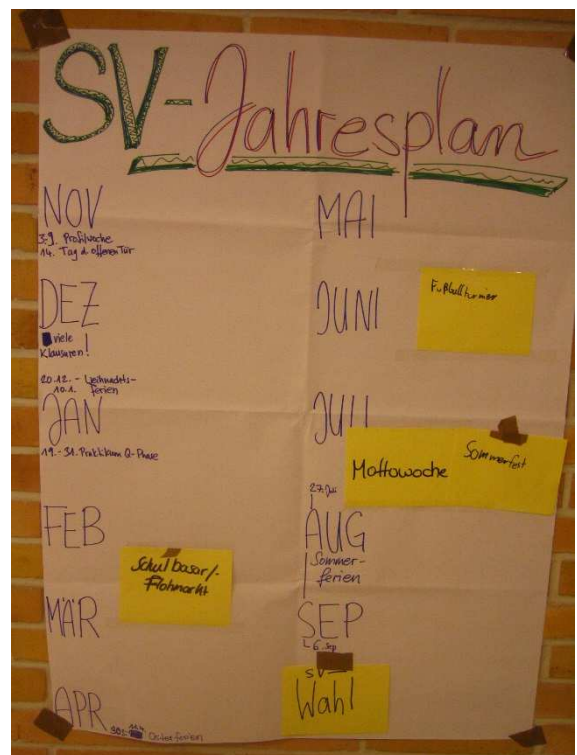 SV-Jahresplan
NOV
3-9. Profilwoche
14. Tag d. offenen Tür
DEZ
viele
Klausuren!
20.12. - Weihnachts-
10.1. ferien
JAN
19.-31. Praktikum Q-Phase
FEB
Schulbasar/-
Flohmarkt
MÄR
APR
Osterferien
MAI
JUNI
Fußballturnier
JULI
Mottowoche
Sommerfest
27. Juli
AUG
Sommer-
ferien
SEP
6. Sep
SV-
Wahl